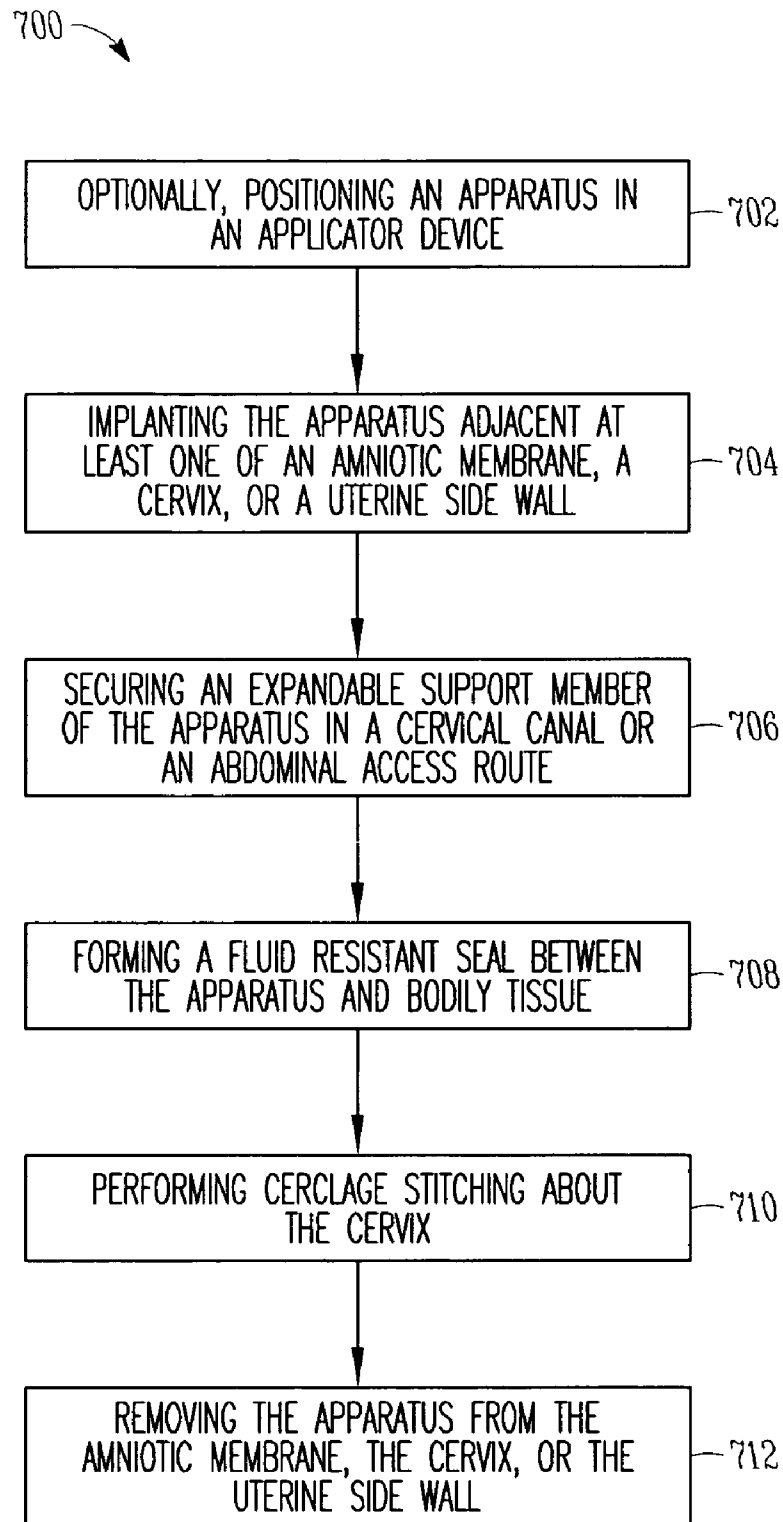 700
OPTIONALLY, POSITIONING AN APPARATUS IN
AN APPLICATOR DEVICE
702
IMPLANTING THE APPARATUS ADJACENT AT
LEAST ONE OF AN AMNIOTIC MEMBRANE, A
CERVIX, OR A UTERINE SIDE WALL
704
SECURING AN EXPANDABLE SUPPORT MEMBER
OF THE APPARATUS IN A CERVICAL CANAL OR
AN ABDOMINAL ACCESS ROUTE
706
FORMING A FLUID RESISTANT SEAL BETWEEN
THE APPARATUS AND BODILY TISSUE
708
PERFORMING CERCLAGE STITCHING ABOUT
THE CERVIX
710
REMOVING THE APPARATUS FROM THE
AMNIOTIC MEMBRANE, THE CERVIX, OR THE
UTERINE SIDE WALL
712